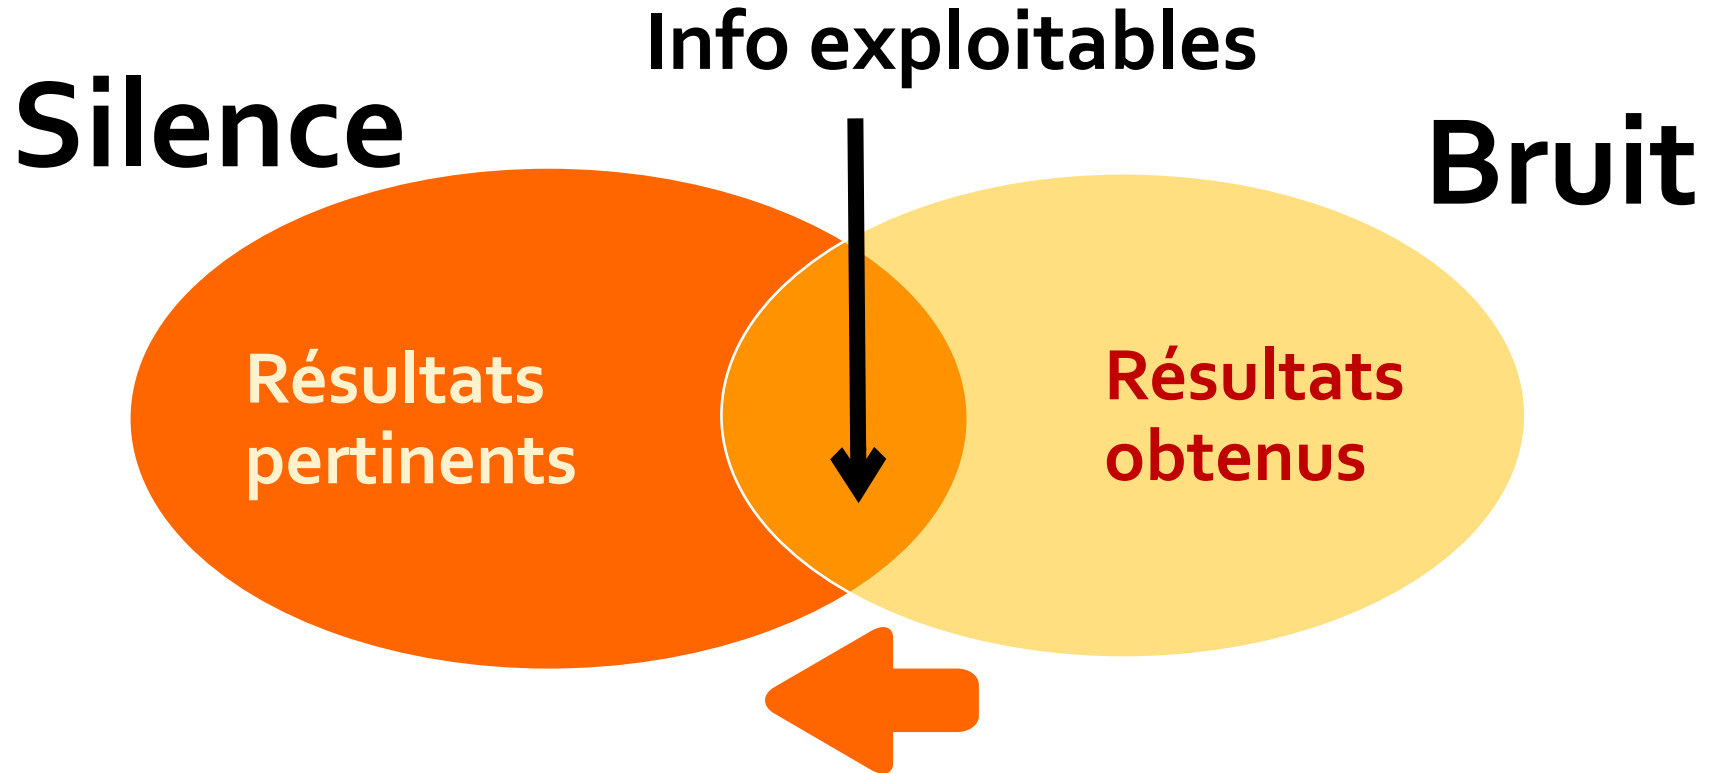 Info exploitables
Silence
Bruit
Résultats
pertinents
Résultats
obtenus